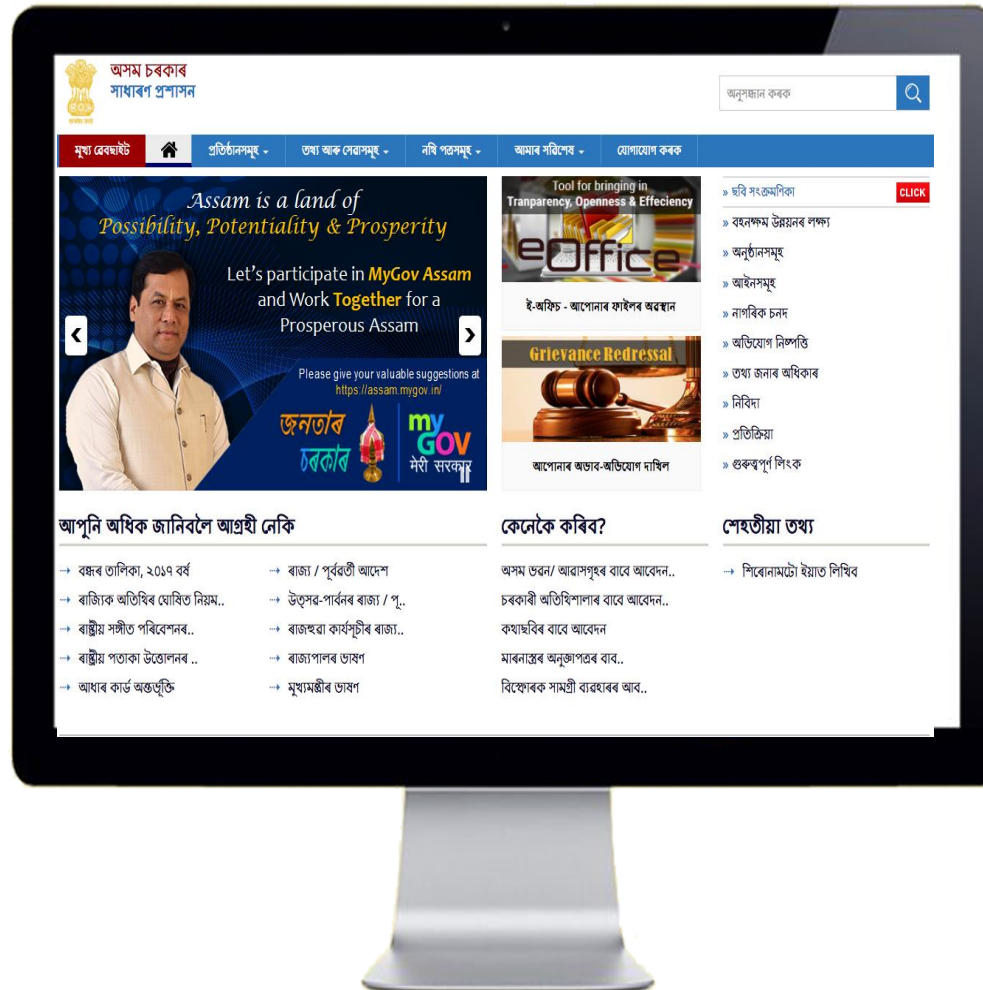 অসম চৰকাৰ
সাধাৰণ প্ৰশাসন
অনুসন্ধান কৰক
মূখ্য ৱেবছাইট
প্ৰতিষ্ঠানসমূহ
তথ্য আৰু সেৱাসমূহ
নথি পত্ৰসমূহ
আমাৰ সবিশেষ
যোগাযোগ কৰক
Assam is a land of
Possibility, Potentiality & Prosperity
Let's participate in MyGov Assam
and Work Together for a
Prosperous Assam
Please give your valuable suggestions at
https://assam.mygov.in/
জনতাৰ
চৰকাৰ
my
GOV
मेरी सरकार
Tool for bringing in
Tranparency, Openness & Effeciency
eOffice
ই-অফিচ - আপোনাৰ ফাইলৰ অৱস্থান
Grievance Redressal
আপোনাৰ অভাব-অভিযোগ দাখিল
» ছবি সংক্ৰমণিকা
CLICK
» বহনক্ষম উন্নয়নৰ লক্ষ্য
» অনুষ্ঠানসমূহ
» আইনসমূহ
» নাগৰিক চনদ
» অভিযোগ নিষ্পত্তি
» তথ্য জনাৰ অধিকাৰ
» নিবিদা
» প্ৰতিক্ৰিয়া
» গুৰুত্বপূৰ্ণ লিংক
আপুনি অধিক জানিবলৈ আগ্ৰহী নেকি
বন্ধৰ তালিকা, ২০১৭ বৰ্ষ
ৰাজ্যিক অতিথিৰ ঘোষিত নিয়ম..
ৰাষ্ট্ৰীয় সঙ্গীত পৰিবেশনৰ..
ৰাষ্ট্ৰীয় পতাকা উত্তোলনৰ ..
আধাৰ কাৰ্ড অন্তৰ্ভূক্তি
ৰাজ্য / পূৰ্বৱৰ্তী আদেশ
উত্সৱ-পাৰ্বনৰ ৰাজ্য / পূ..
ৰাজহুৱা কাৰ্যসূচীৰ ৰাজ্য..
ৰাজ্যপালৰ ভাষণ
মূখ্যমন্ত্ৰীৰ ভাষণ
কেনেকৈ কৰিব?
অসম ভৱন/ আৱাসগৃহৰ বাবে আবেদন..
চৰকাৰী অতিথিশালাৰ বাবে আবেদন..
কথাছবিৰ বাবে আবেদন
মাৰনাস্ত্ৰৰ অনুজ্ঞাপত্ৰৰ বাব..
বিস্ফোৰক সামগ্ৰী ব্যৱহাৰৰ আব..
শেহতীয়া তথ্য
শিৰোনামটো ইয়াত লিখিব